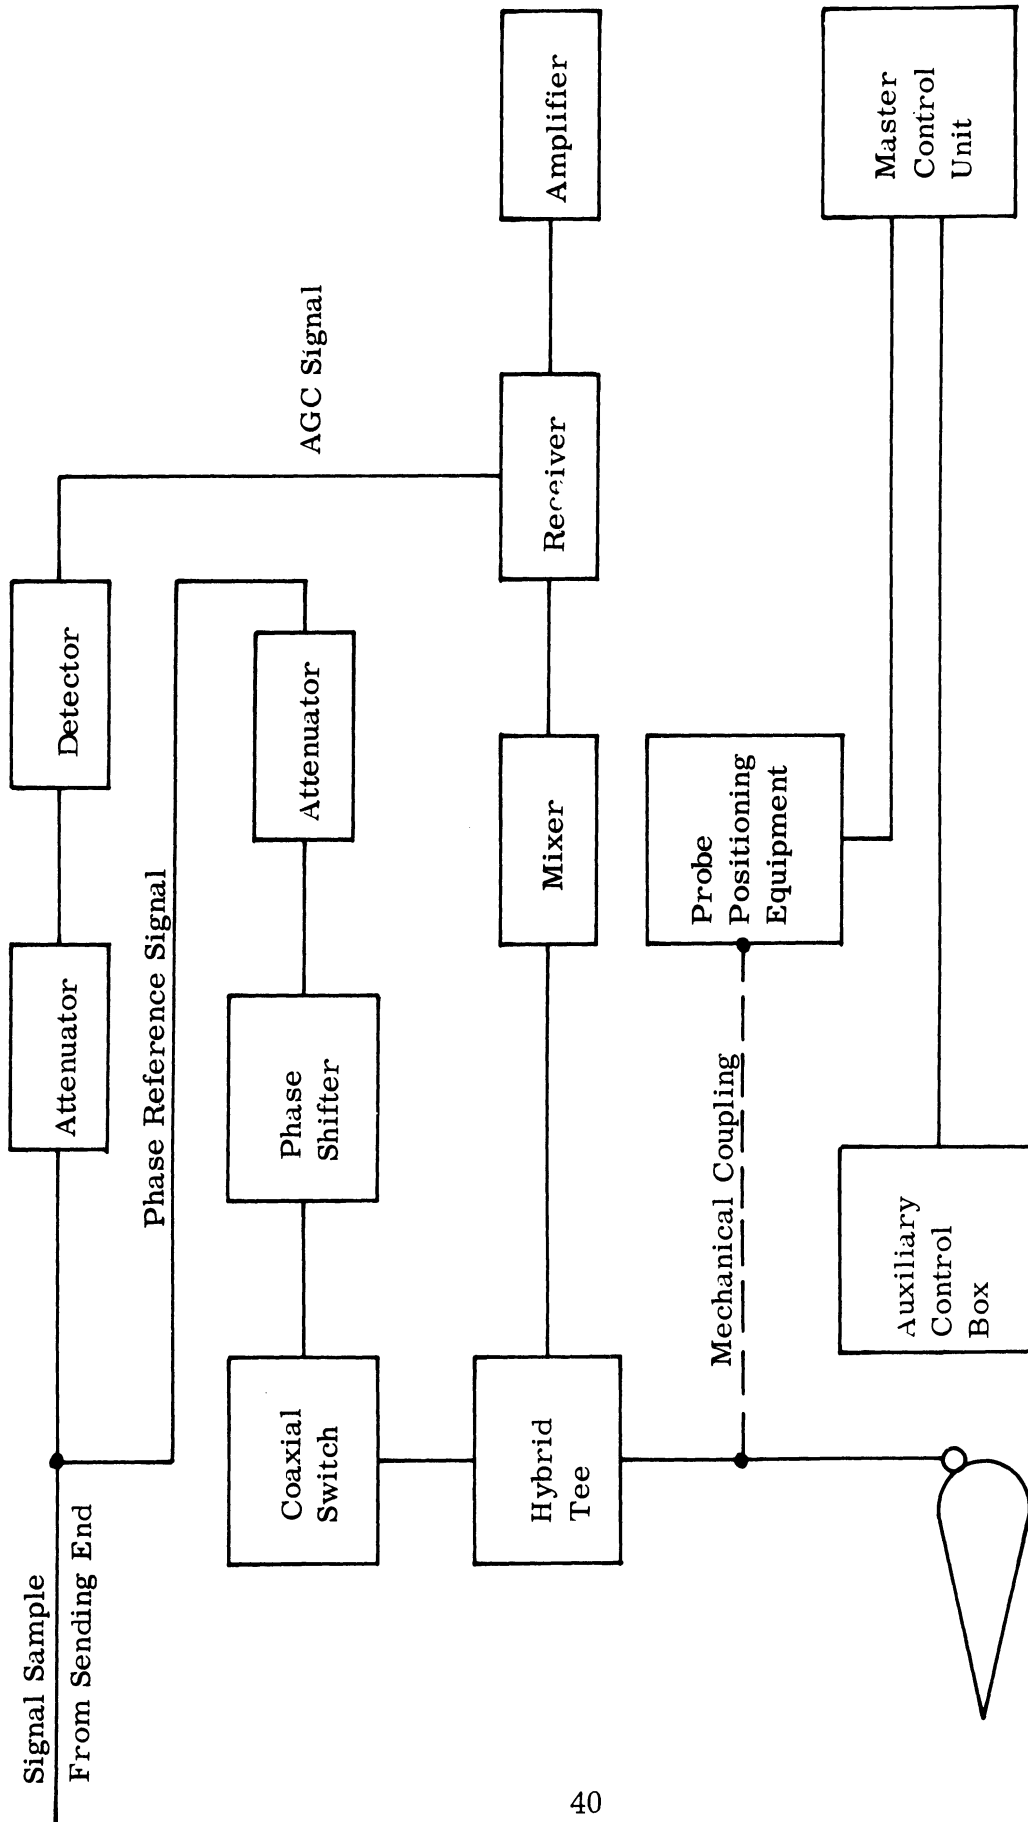 Signal Sample
From Sending End
Attenuator
Detector
Phase Reference Signal
AGC Signal
Coaxial
Switch
Phase
Shifter
Attenuator
Hybrid
Tee
Mixer
Receiver
Amplifier
Mechanical Coupling
Probe
Positioning
Equipment
Auxiliary
Control
Box
Master
Control
Unit
40